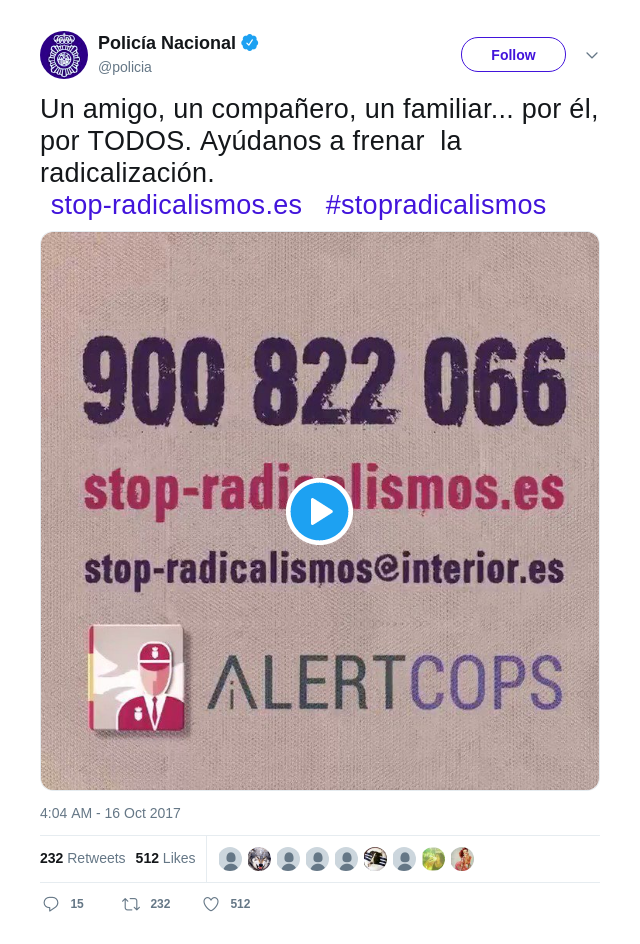 Policía Nacional
@policia
Follow
Un amigo, un compañero, un familiar... por él,
por TODOS. Ayúdanos a frenar  la
radicalización.
stop-radicalismos.es   #stopradicalismos
900 822 066
stop-radicalismos.es
stop-radicalismos@interior.es
ALERTCOPS
4:04 AM - 16 Oct 2017
232 Retweets 512 Likes
15 232 512